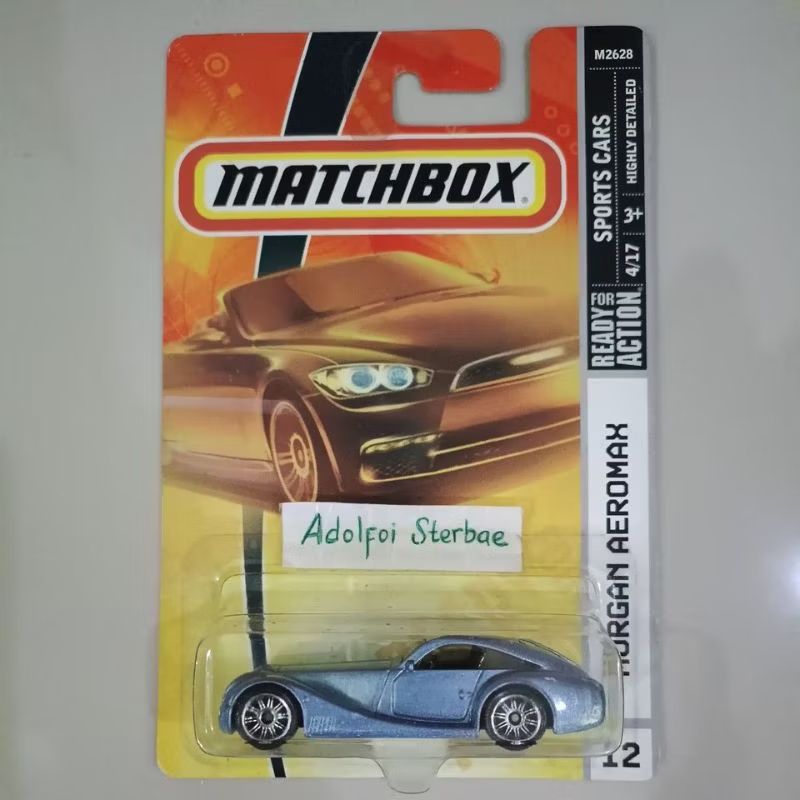 MATCHBOX®
M2628
SPORTS CARS
HIGHLY DETAILED
4/17
3+
READY FOR ACTION
MORGAN AEROMAX
12
Adolfoi Sterbae